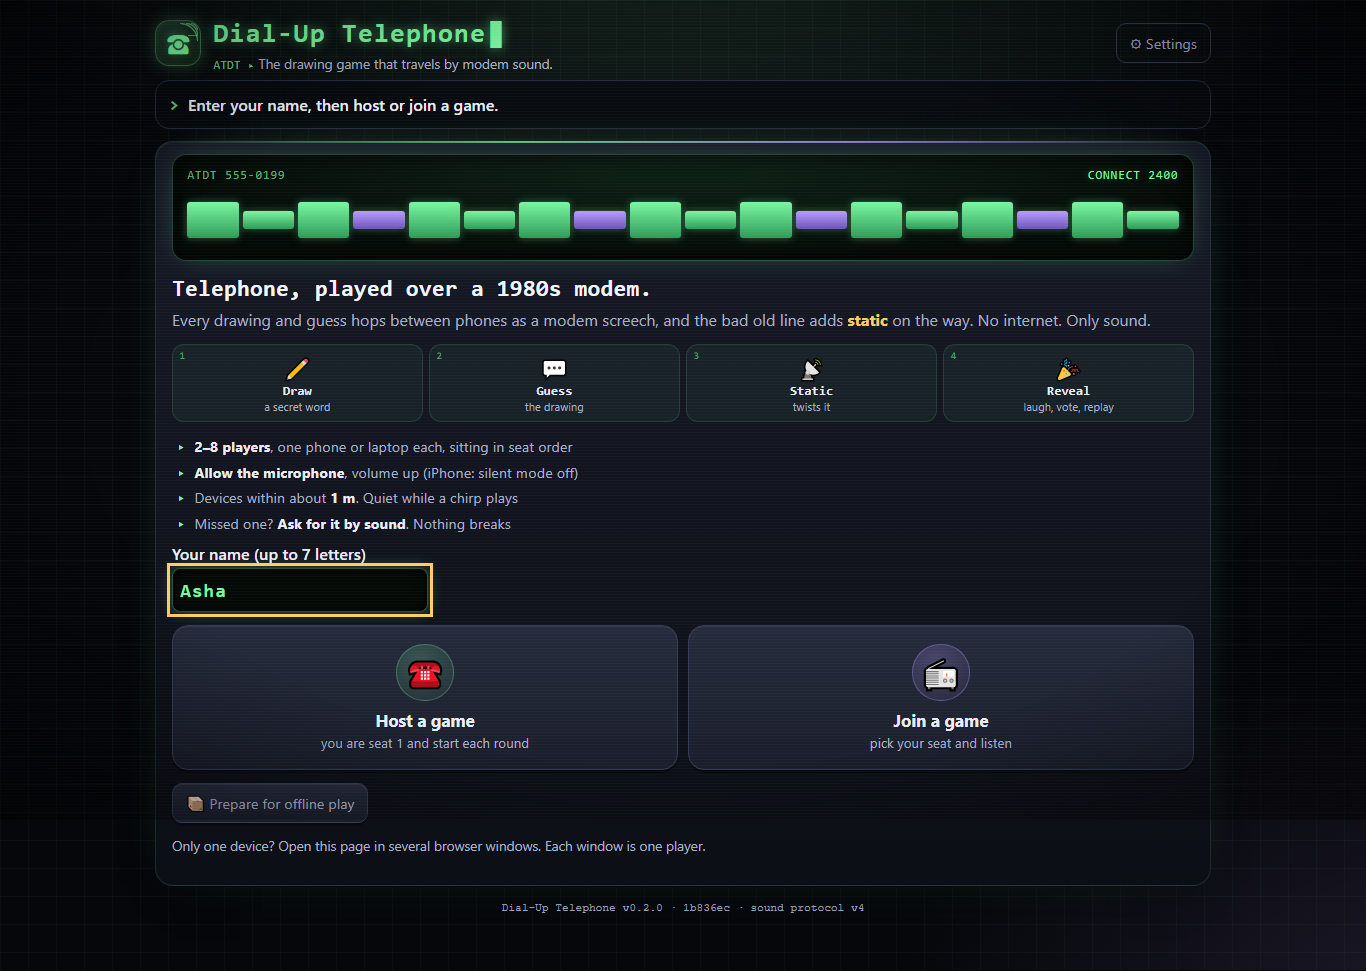 Dial-Up Telephone
ATDT ▸ The drawing game that travels by modem sound.
⚙ Settings
> Enter your name, then host or join a game.
ATDT 555-0199
CONNECT 2400
Telephone, played over a 1980s modem.
Every drawing and guess hops between phones as a modem screech, and the bad old line adds static on the way. No internet. Only sound.
1
Draw
a secret word
2
Guess
the drawing
3
Static
twists it
4
Reveal
laugh, vote, replay
▸ 2–8 players, one phone or laptop each, sitting in seat order
▸ Allow the microphone, volume up (iPhone: silent mode off)
▸ Devices within about 1 m. Quiet while a chirp plays
▸ Missed one? Ask for it by sound. Nothing breaks
Your name (up to 7 letters)
Asha
Host a game
you are seat 1 and start each round
Join a game
pick your seat and listen
Prepare for offline play
Only one device? Open this page in several browser windows. Each window is one player.
Dial-Up Telephone v0.2.0 · 1b836ec · sound protocol v4